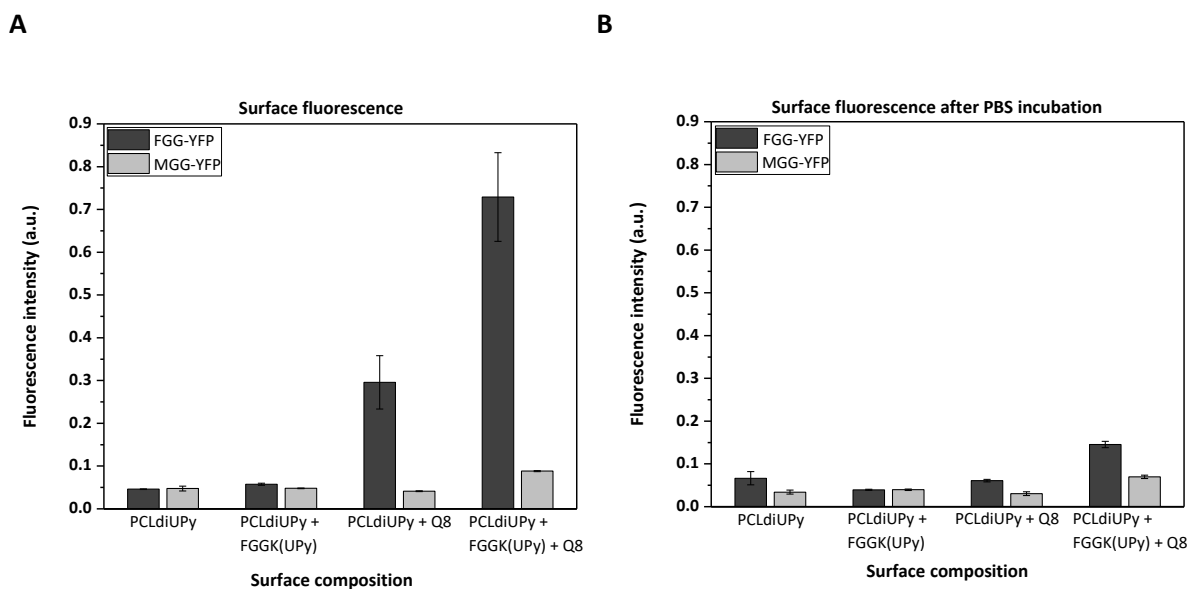 A
Surface fluorescence
FGG-YFP
MGG-YFP
0.9
0.8
0.7
0.6
0.5
0.4
0.3
0.2
0.1
0.0
Fluorescence intensity (a.u.)
PCLdiUPy
PCLdiUPy +
FGGK(UPy)
PCLdiUPy + Q8
PCLdiUPy +
FGGK(UPy) + Q8
Surface composition
B
Surface fluorescence after PBS incubation
FGG-YFP
MGG-YFP
0.9
0.8
0.7
0.6
0.5
0.4
0.3
0.2
0.1
0.0
Fluorescence intensity (a.u.)
PCLdiUPy
PCLdiUPy +
FGGK(UPy)
PCLdiUPy + Q8
PCLdiUPy +
FGGK(UPy) + Q8
Surface composition